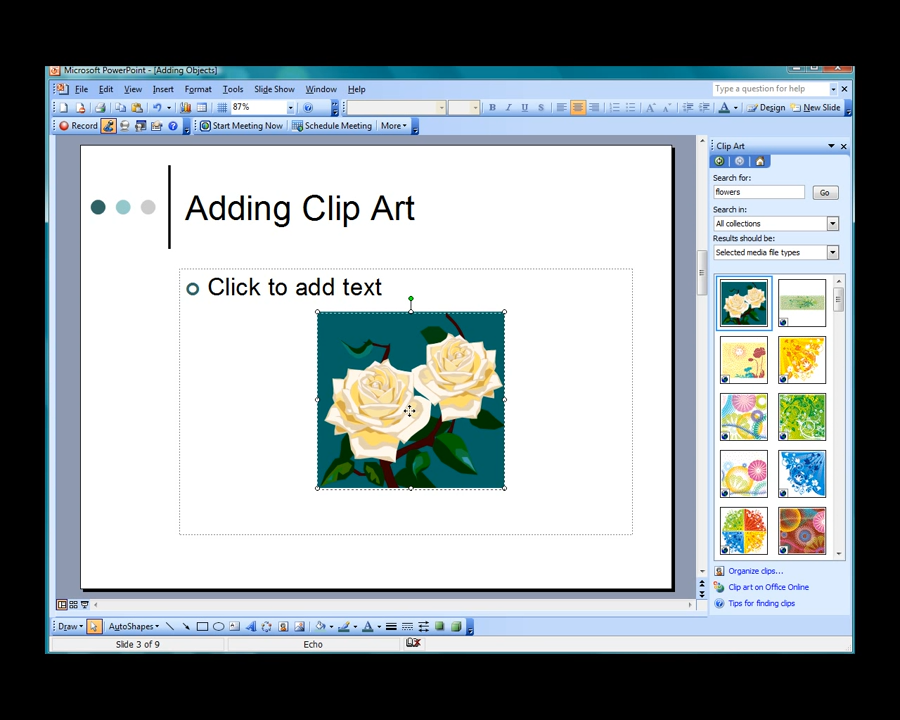 Microsoft PowerPoint - [Adding Objects]
File Edit View Insert Format Tools Slide Show Window Help
Type a question for help
87%
B I U S
A
Design
New Slide
Record
Start Meeting Now
Schedule Meeting
More
Clip Art
Search for:
flowers
Go
Search in:
All collections
Results should be:
Selected media file types
Adding Clip Art
Click to add text
Organize clips...
Clip art on Office Online
Tips for finding clips
Draw
AutoShapes
A
Slide 3 of 9
Echo